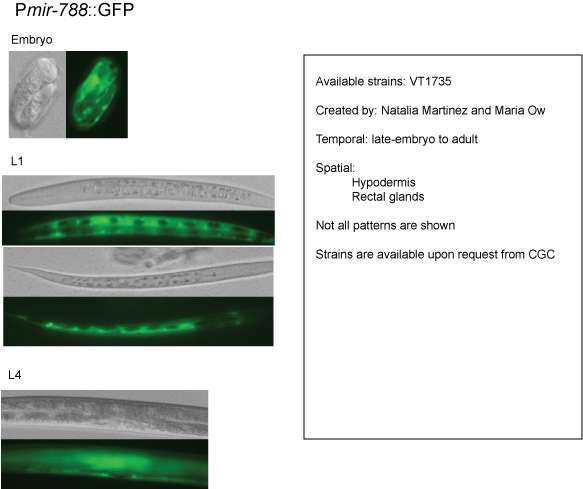 Pmir-788::GFP
Embryo
L1
L4
Available strains: VT1735
Created by: Natalia Martinez and Maria Ow
Temporal: late-embryo to adult
Spatial:
Hypodermis
Rectal glands
Not all patterns are shown
Strains are available upon request from CGC